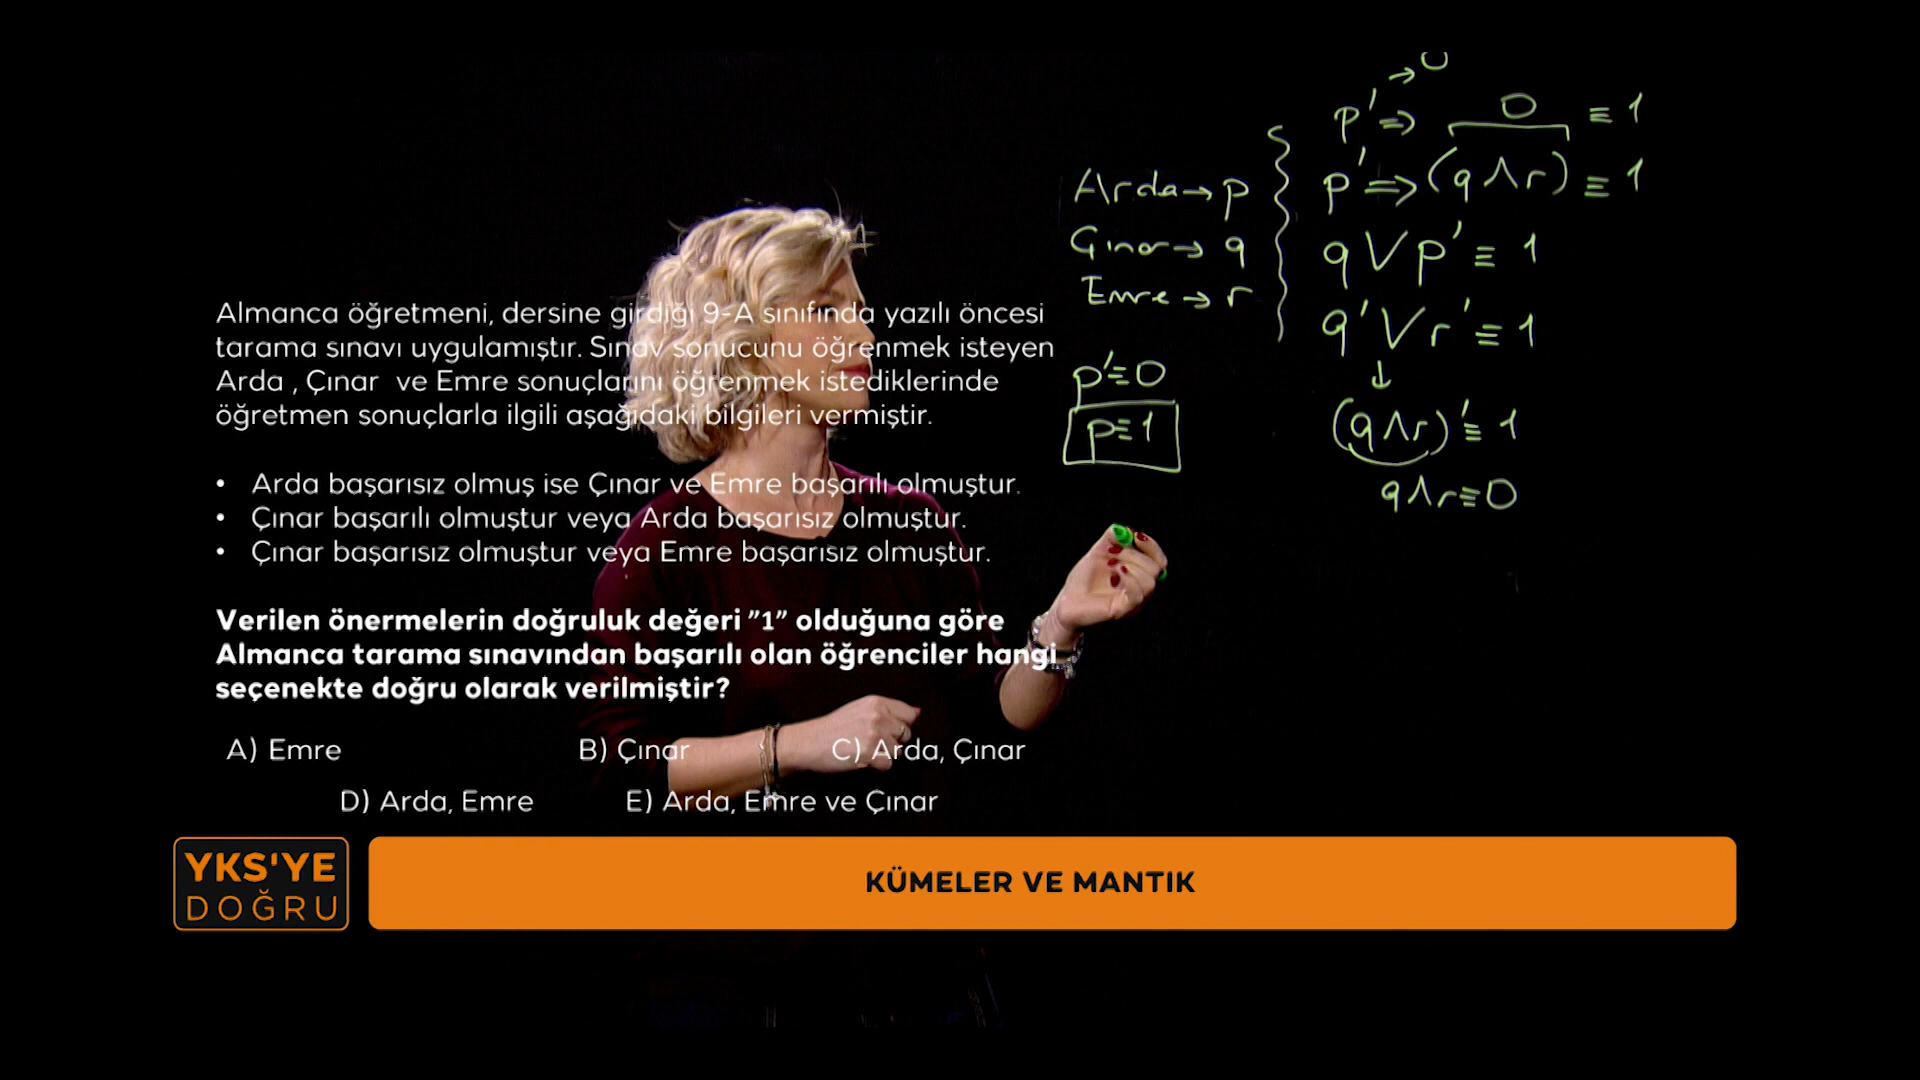 Almanca öğretmeni, dersine girdiği 9-A sınıfında yazılı öncesi
tarama sınavı uygulamıştır. Sınav sonucunu öğrenmek isteyen
Arda , Çınar ve Emre sonuçlarını öğrenmek istediklerinde
öğretmen sonuçlarla ilgili aşağıdaki bilgileri vermiştir.
• Arda başarısız olmuş ise Çınar ve Emre başarılı olmuştur.
• Çınar başarılı olmuştur veya Arda başarısız olmuştur.
• Çınar başarısız olmuştur veya Emre başarısız olmuştur.
Verilen önermelerin doğruluk değeri "1" olduğuna göre
Almanca tarama sınavından başarılı olan öğrenciler hangi
seçenekte doğru olarak verilmiştir?
A) Emre B) Çınar C) Arda, Çınar
D) Arda, Emre E) Arda, Emre ve Çınar
Arda → p
Çınar → q
Emre → r
p' ≡ 0
p ≡ 1
→ 0
p' ⇒ 0 ≡ 1
p' ⇒ (q ∧ r) ≡ 1
q ∨ p' ≡ 1
q' ∨ r' ≡ 1
↓
(q ∧ r)' ≡ 1
q ∧ r ≡ 0
YKS'YE
DOĞRU
KÜMELER VE MANTIK